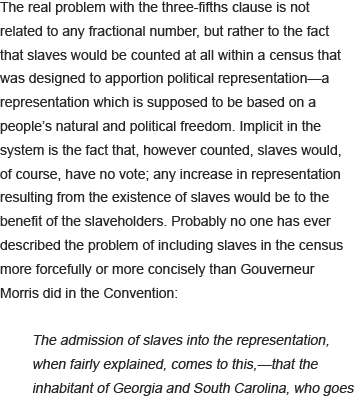 The real problem with the three-fifths clause is not
related to any fractional number, but rather to the fact
that slaves would be counted at all within a census that
was designed to apportion political representation—a
representation which is supposed to be based on a
people's natural and political freedom. Implicit in the
system is the fact that, however counted, slaves would,
of course, have no vote; any increase in representation
resulting from the existence of slaves would be to the
benefit of the slaveholders. Probably no one has ever
described the problem of including slaves in the census
more forcefully or more concisely than Gouverneur
Morris did in the Convention:
The admission of slaves into the representation,
when fairly explained, comes to this,—that the
inhabitant of Georgia and South Carolina, who goes